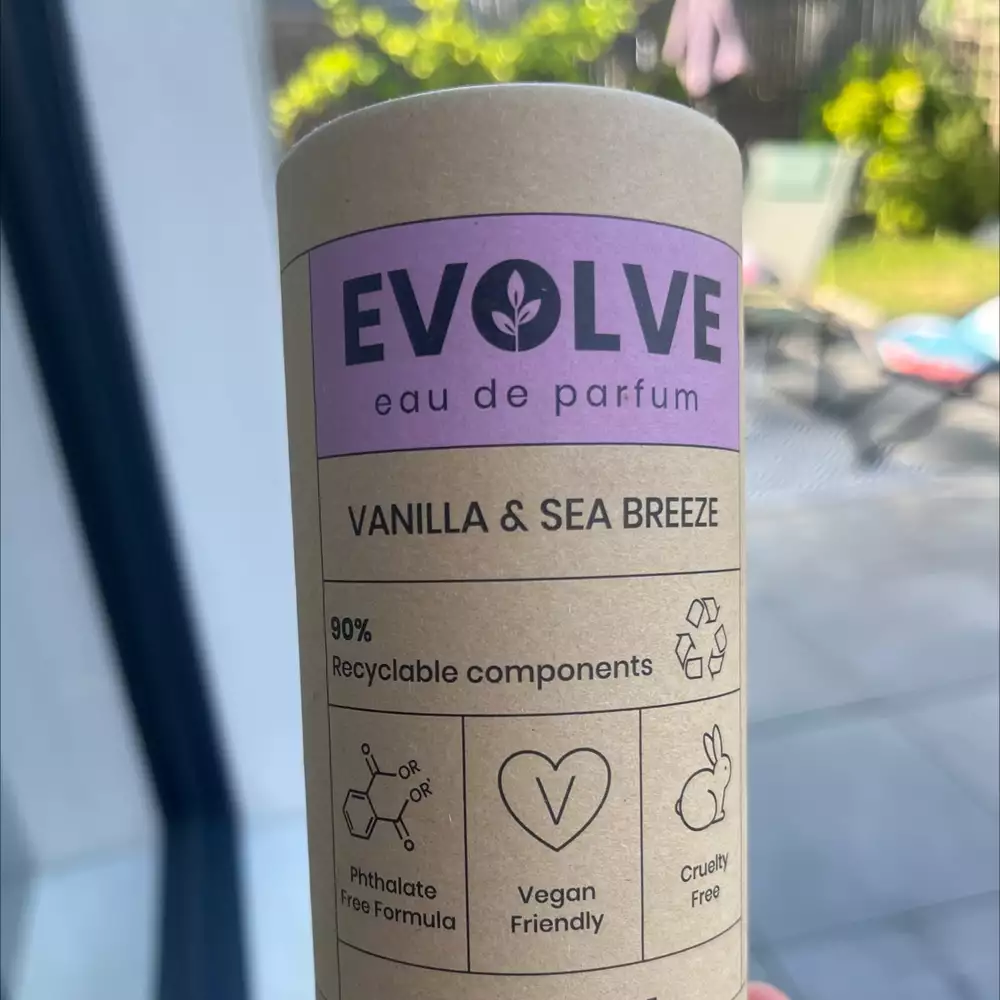 EVOLVE
eau de parfum
VANILLA & SEA BREEZE
90%
Recyclable components
OR
OR'
O
O
V
Phthalate
Free Formula
Vegan
Friendly
Cruelty
Free